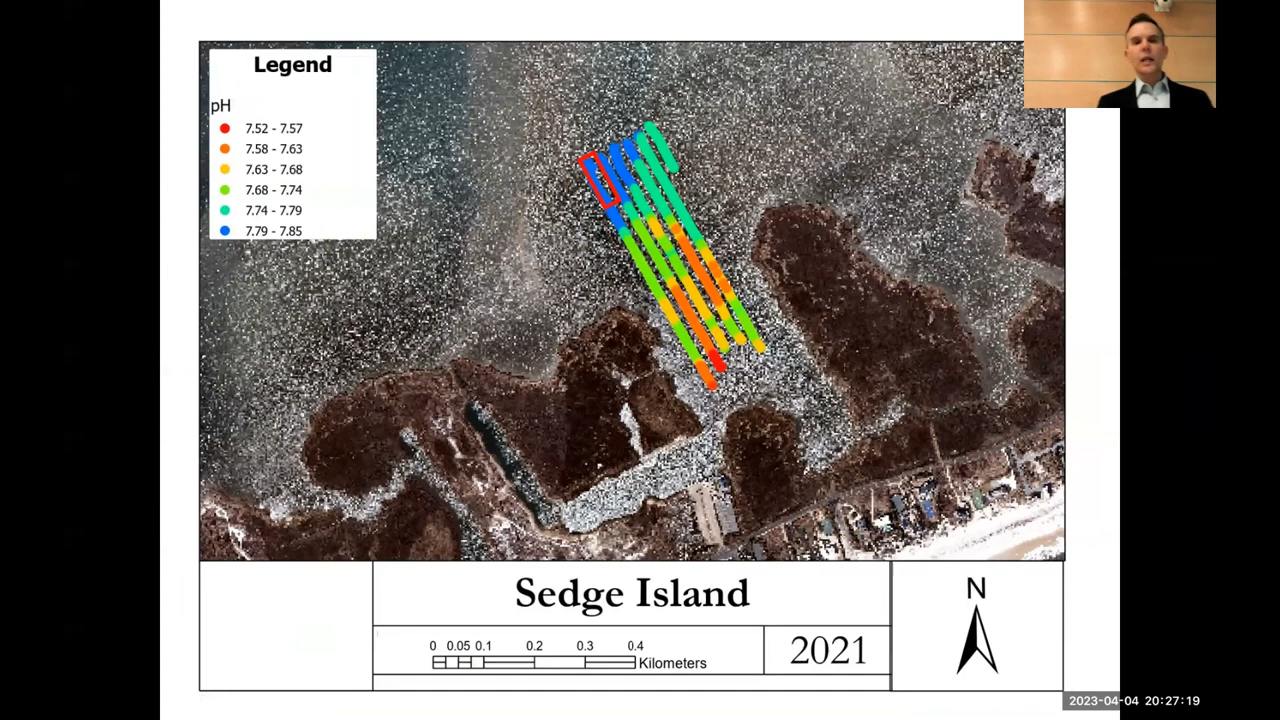 Legend
pH
7.52 - 7.57
7.58 - 7.63
7.63 - 7.68
7.68 - 7.74
7.74 - 7.79
7.79 - 7.85
Sedge Island
0 0.05 0.1 0.2 0.3 0.4
Kilometers
2021
N
2023-04-04 20:27:19